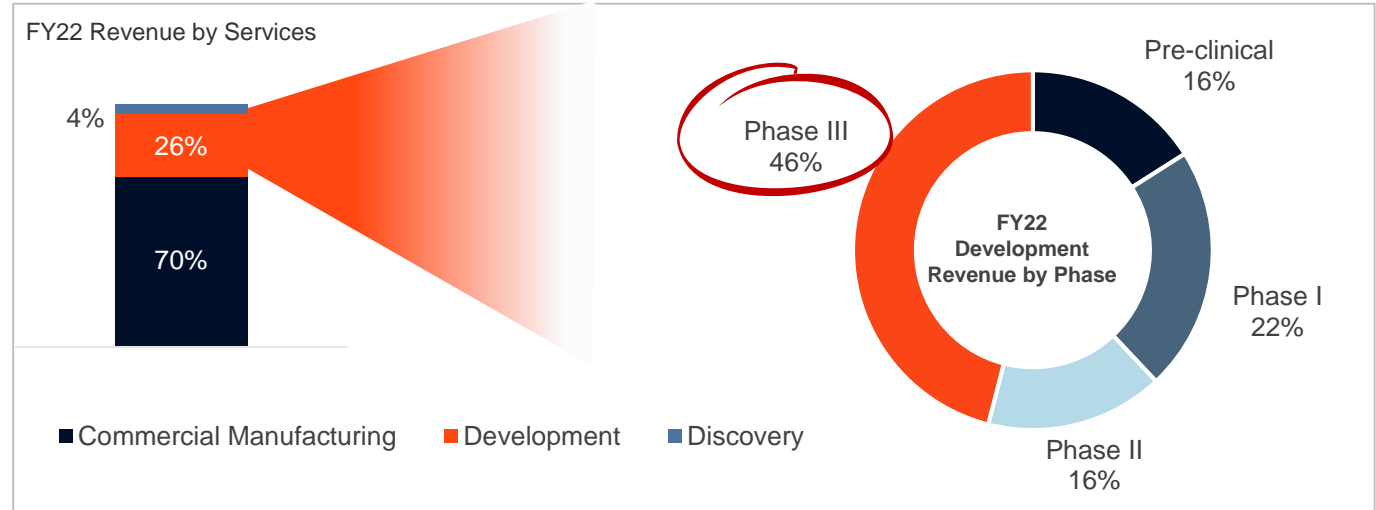 FY22 Revenue by Services
4%
26%
70%
Commercial Manufacturing
Development
Discovery
Pre-clinical
16%
Phase III
46%
FY22
Development
Revenue by Phase
Phase I
22%
Phase II
16%